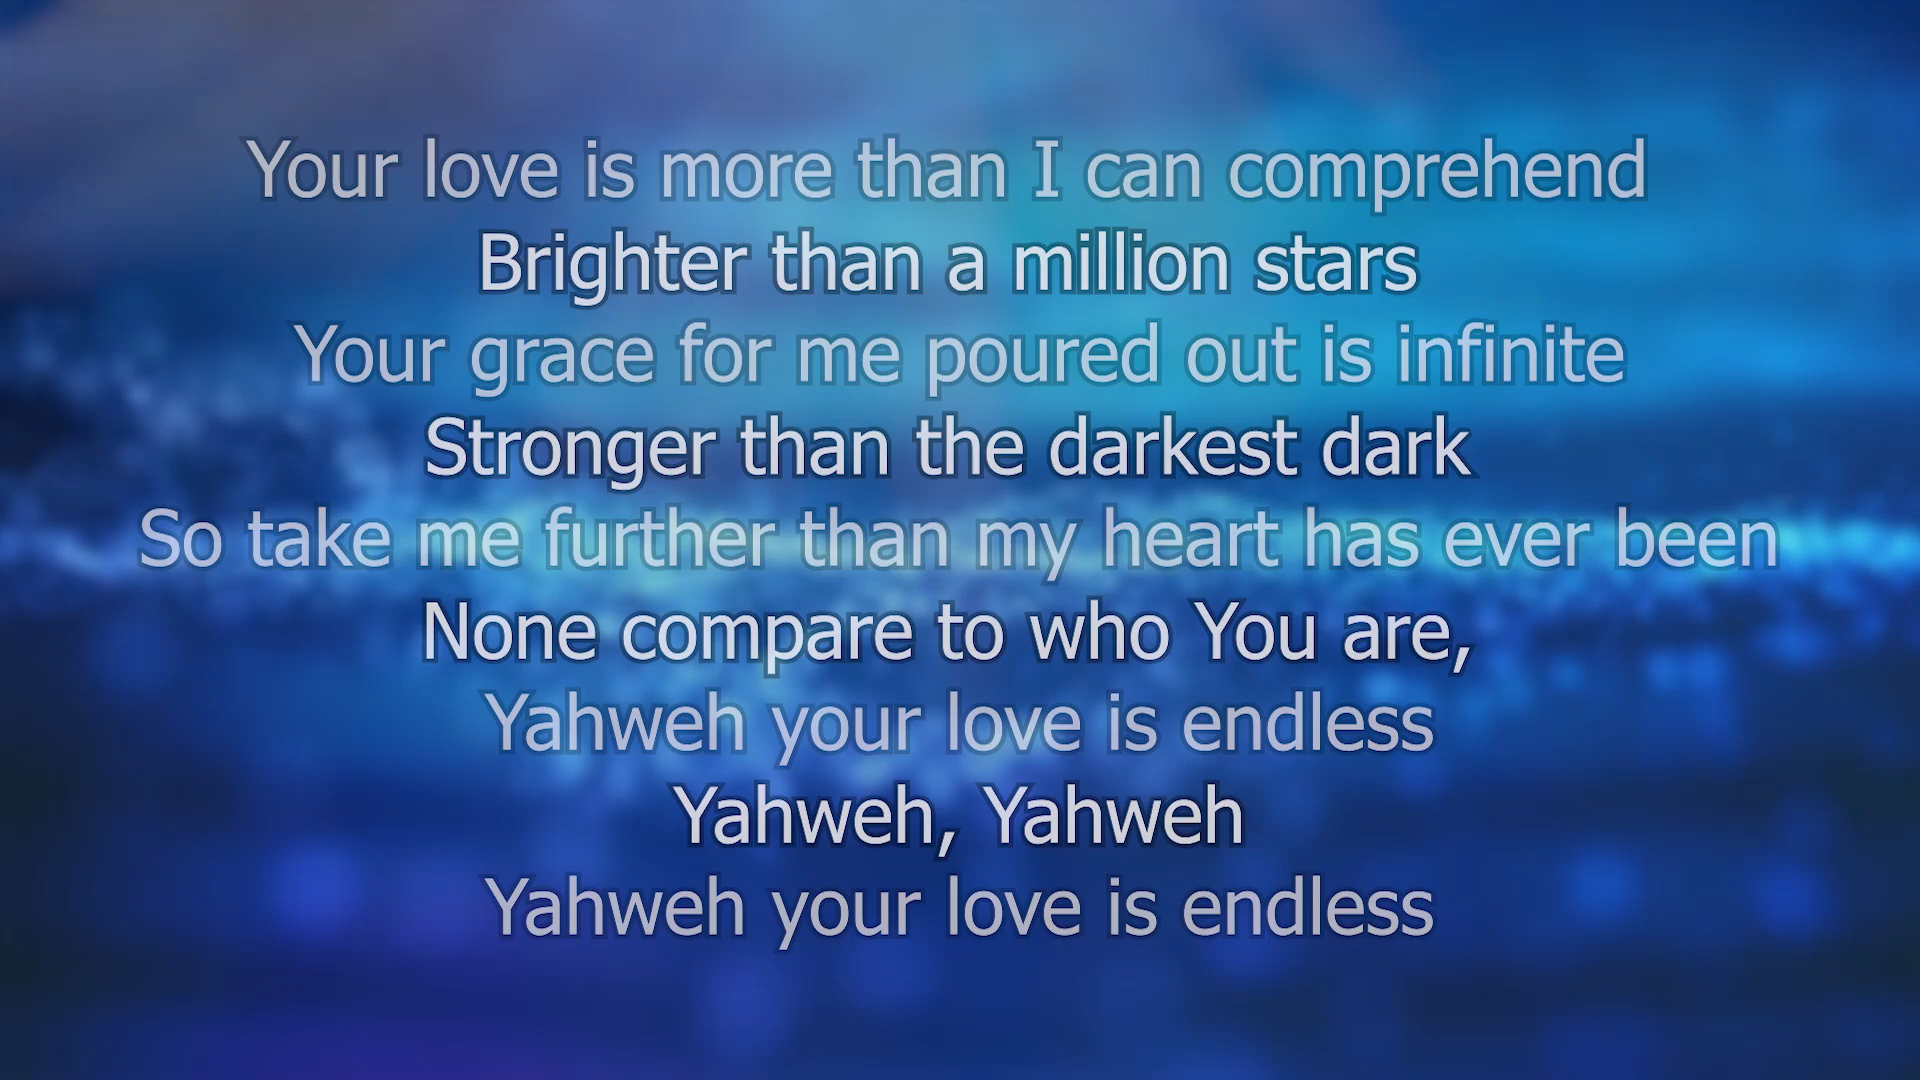 Your love is more than I can comprehend
Brighter than a million stars
Your grace for me poured out is infinite
Stronger than the darkest dark
So take me further than my heart has ever been
None compare to who You are,
Yahweh your love is endless
Yahweh, Yahweh
Yahweh your love is endless